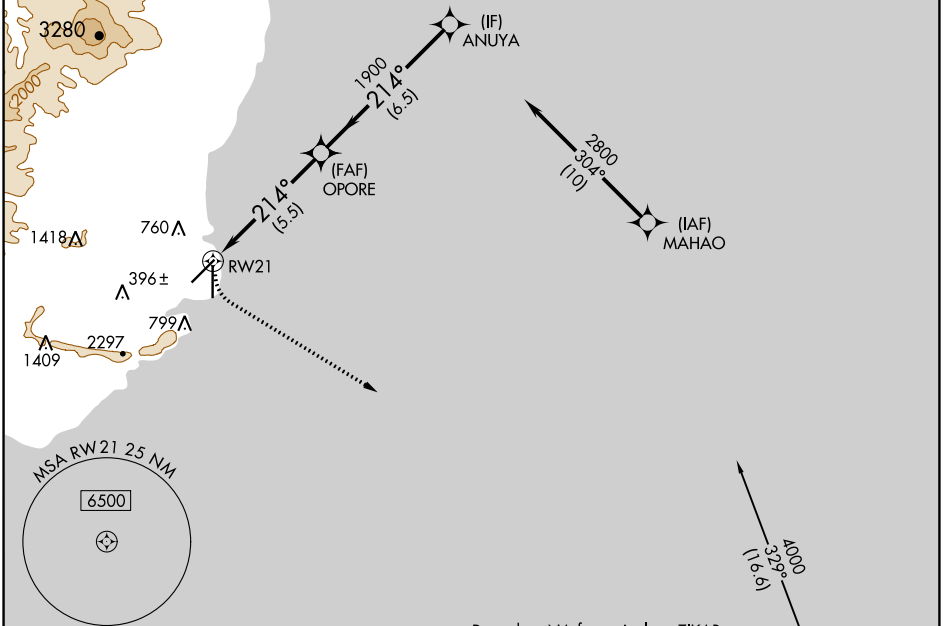 3280
(IF)
ANUYA
1900
214°
(6.5)
2000
(FAF)
OPORE
2800
304°
(10)
214°
(5.5)
(IAF)
MAHAO
760
1418
RW21
396±
799
2297
1409
MSA RW21 25 NM
6500
4000
329°
(16.6)